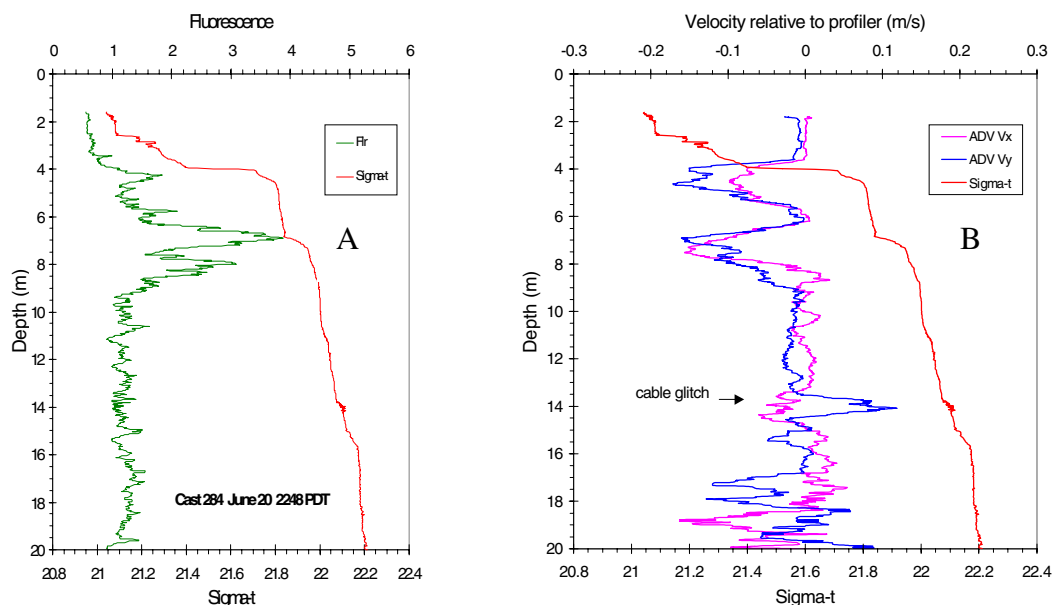 Fluorescence
0 1 2 3 4 5 6
0
2
4
6
8
10
12
14
16
18
20
Depth (m)
Flr
Sigma-t
A
Cast 284 June 20 2248 PDT
20.8 21 21.2 21.4 21.6 21.8 22 22.2 22.4
Sigma-t
Velocity relative to profiler (m/s)
-0.3 -0.2 -0.1 0 0.1 0.2 0.3
0
2
4
6
8
10
12
14
16
18
20
Depth (m)
ADV Vx
ADV Vy
Sigma-t
B
cable glitch
20.8 21 21.2 21.4 21.6 21.8 22 22.2 22.4
Sigma-t